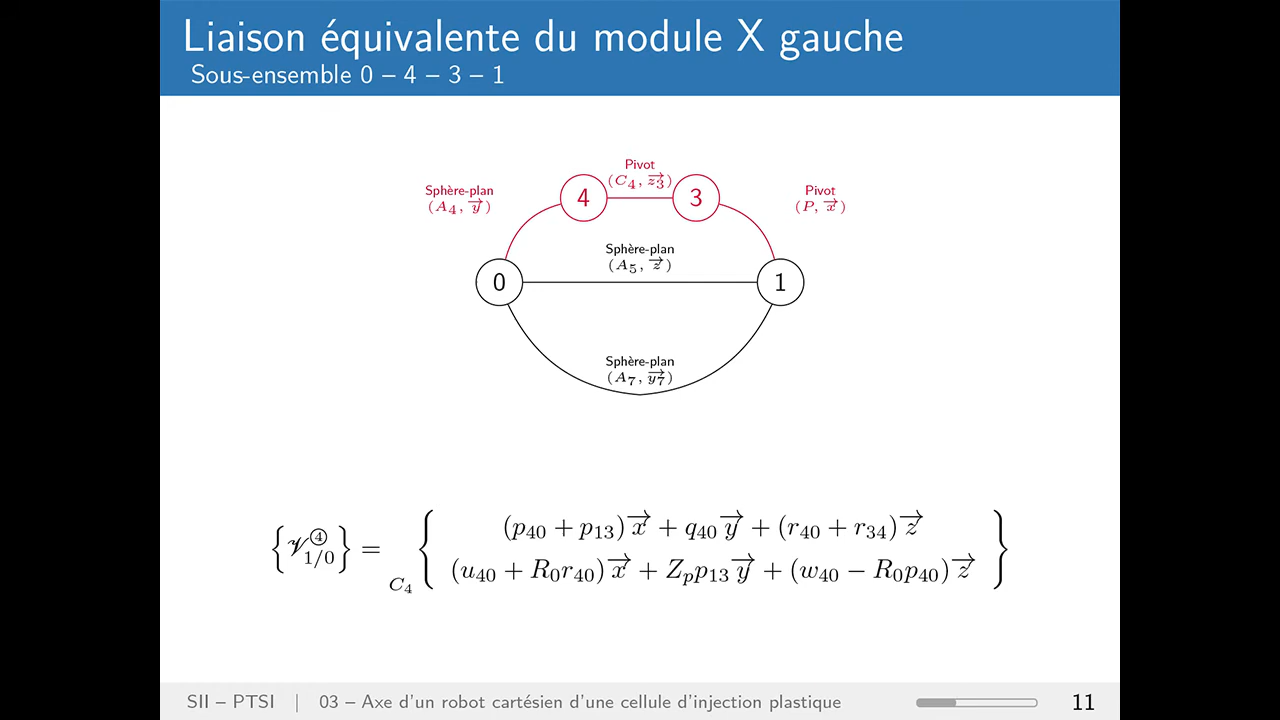 Liaison équivalente du module X gauche
Sous-ensemble 0 – 4 – 3 – 1
Pivot
(C₄, z₃⃗)
Sphère-plan
(A₄, y⃗)
4
3
Pivot
(P, x⃗)
Sphère-plan
(A₅, z⃗)
0
1
Sphère-plan
(A₇, y₇⃗)
{𝒱④₁/₀} = C₄ { (p₄₀ + p₁₃)x⃗ + q₄₀y⃗ + (r₄₀ + r₃₄)z⃗
(u₄₀ + R₀r₄₀)x⃗ + Zₚp₁₃y⃗ + (w₄₀ − R₀p₄₀)z⃗ }
SII – PTSI | 03 – Axe d'un robot cartésien d'une cellule d'injection plastique 11